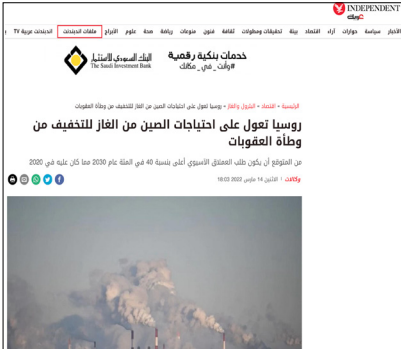 INDEPENDENT
عربية
الأخبار سياسة حوارات آراء اقتصاد بيئة تحقيقات ومطولات ثقافة فنون منوعات رياضة صحة علوم الأبراج ملفات اندبندنت اندبندنت عربية TV
البنك السعودي للاستثمار
The Saudi Investment Bank
خدمات بنكية رقمية
#وأنت_في_مكانك
الرئيسية » اقتصاد » البترول والغاز » روسيا تعول على احتياجات الصين من الغاز للتخفيف من وطأة العقوبات
روسيا تعول على احتياجات الصين من الغاز للتخفيف من
وطأة العقوبات
من المتوقع أن يكون طلب العملاق الآسيوي أعلى بنسبة 40 في المئة عام 2030 مما كان عليه في 2020
وكالات | الاثنين 14 مارس 2022 18:03